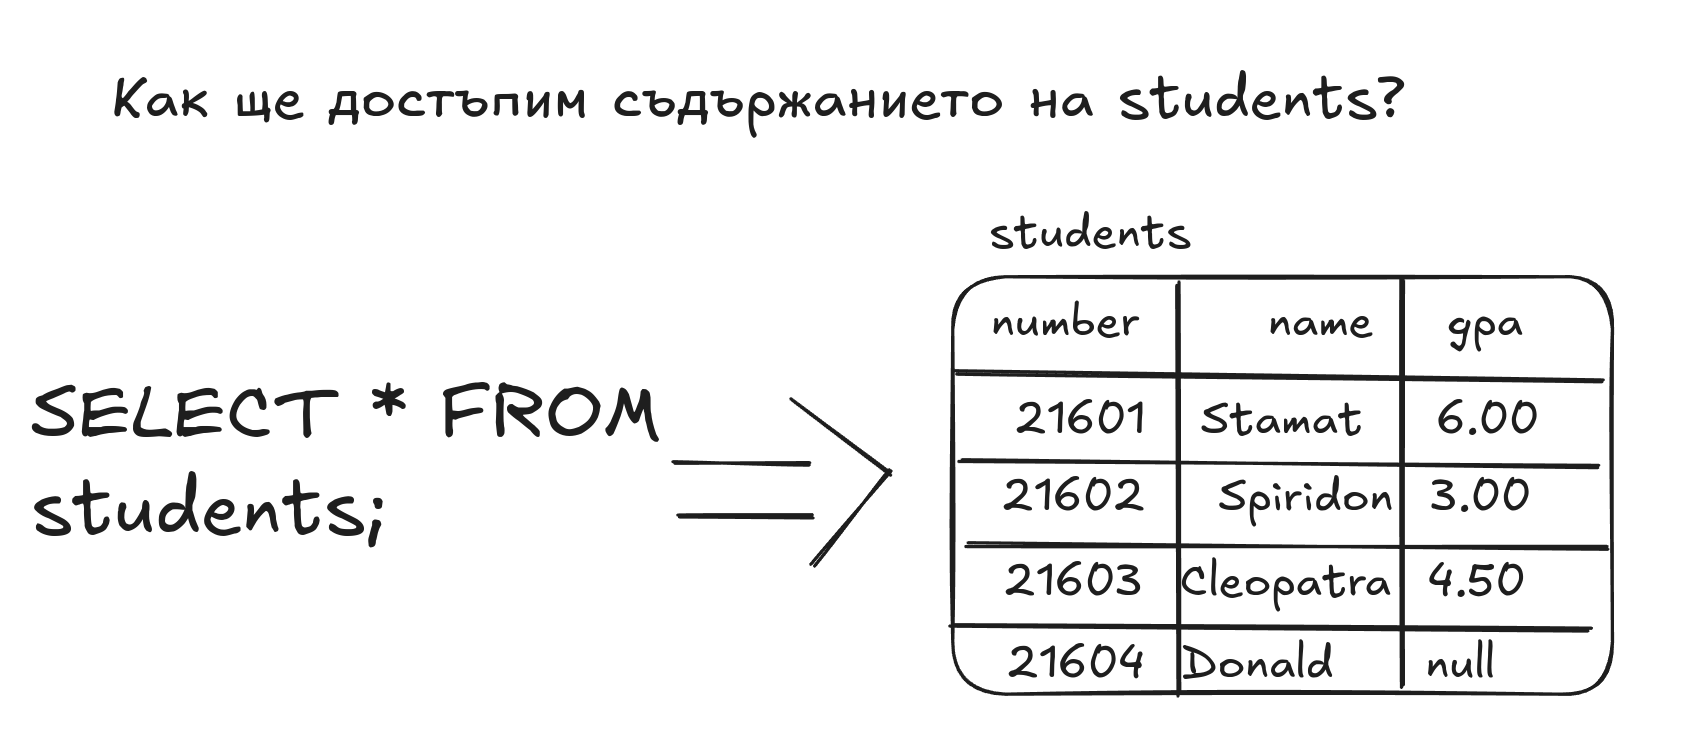 Как ще достъпим съдържанието на students?
SELECT * FROM
students;
students
number name gpa
21601 Stamat 6.00
21602 Spiridon 3.00
21603 Cleopatra 4.50
21604 Donald null